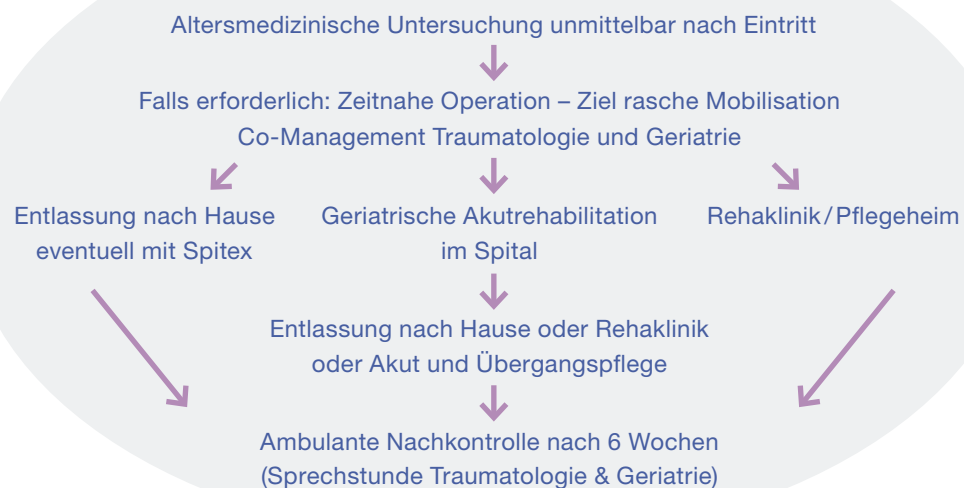 Altersmedizinische Untersuchung unmittelbar nach Eintritt
Falls erforderlich: Zeitnahe Operation – Ziel rasche Mobilisation
Co-Management Traumatologie und Geriatrie
Entlassung nach Hause
eventuell mit Spitex
Geriatrische Akutrehabilitation
im Spital
Rehaklinik/Pflegeheim
Entlassung nach Hause oder Rehaklinik
oder Akut und Übergangspflege
Ambulante Nachkontrolle nach 6 Wochen
(Sprechstunde Traumatologie & Geriatrie)